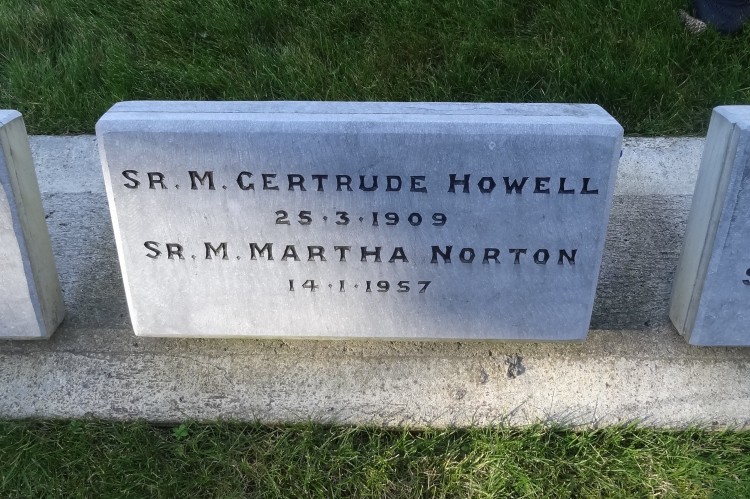 SR. M. GERTRUDE HOWELL
25·3·1909
SR. M. MARTHA NORTON
14·1·1957